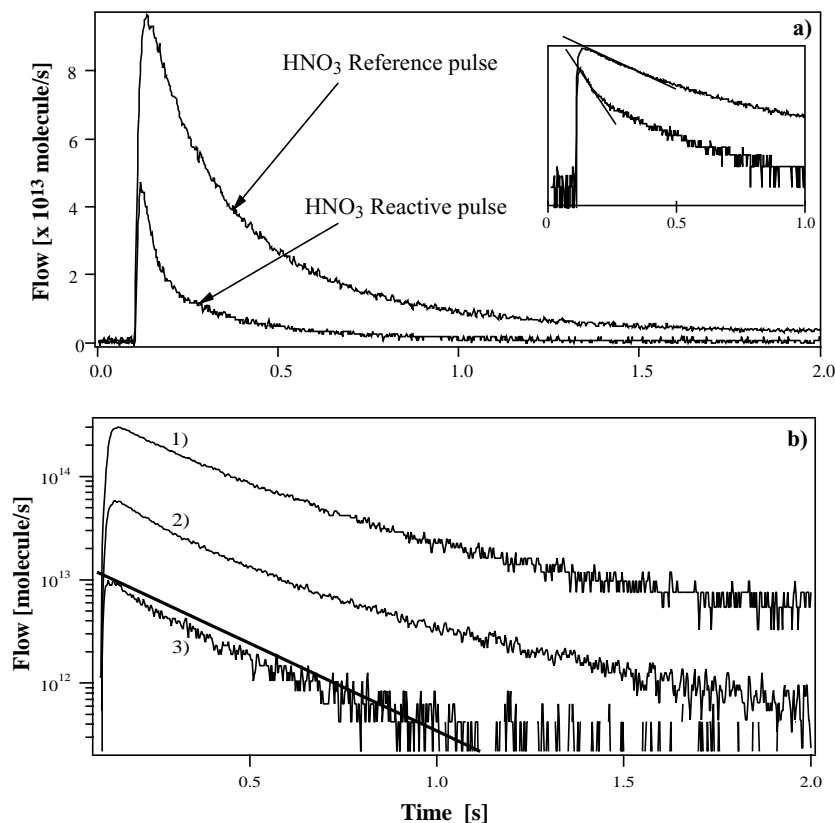 a)
Flow [x 10¹³ molecule/s]
8
6
4
2
0
HNO₃ Reference pulse
HNO₃ Reactive pulse
0 0.5 1.0
0.0 0.5 1.0 1.5 2.0
b)
Flow [molecule/s]
10¹⁴
10¹³
10¹²
1)
2)
3)
0.5 1.0 1.5 2.0
Time [s]